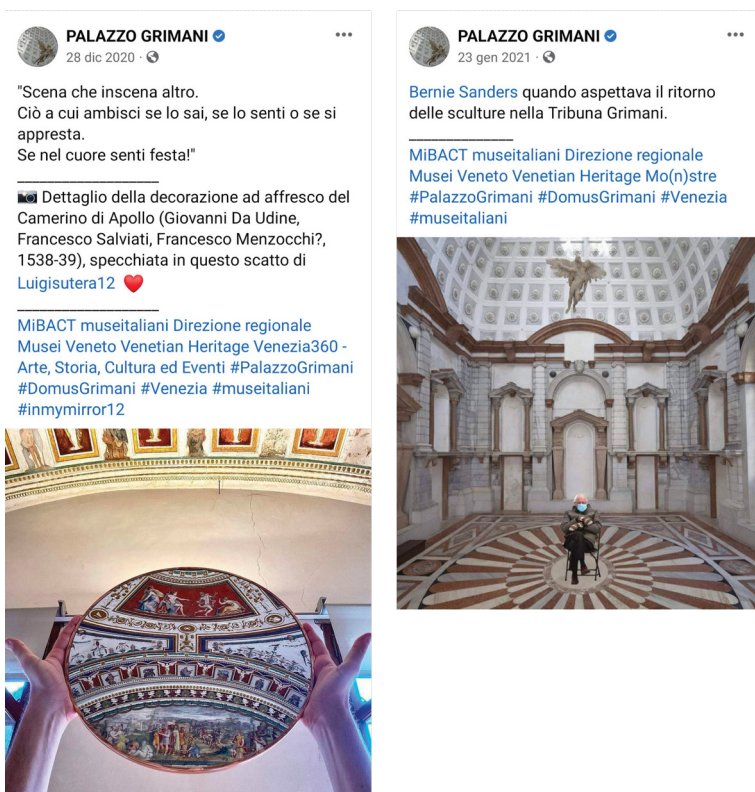 PALAZZO GRIMANI
28 dic 2020 ·
"Scena che inscena altro.
Ciò a cui ambisci se lo sai, se lo senti o se si
appresta.
Se nel cuore senti festa!"
___________________
Dettaglio della decorazione ad affresco del
Camerino di Apollo (Giovanni Da Udine,
Francesco Salviati, Francesco Menzocchi?,
1538-39), specchiata in questo scatto di
Luigisutera12
___________________
MiBACT museitaliani Direzione regionale
Musei Veneto Venetian Heritage Venezia360 -
Arte, Storia, Cultura ed Eventi #PalazzoGrimani
#DomusGrimani #Venezia #museitaliani
#inmymirror12
PALAZZO GRIMANI
23 gen 2021 ·
Bernie Sanders quando aspettava il ritorno
delle sculture nella Tribuna Grimani.
______________
MiBACT museitaliani Direzione regionale
Musei Veneto Venetian Heritage Mo(n)stre
#PalazzoGrimani #DomusGrimani #Venezia
#museitaliani